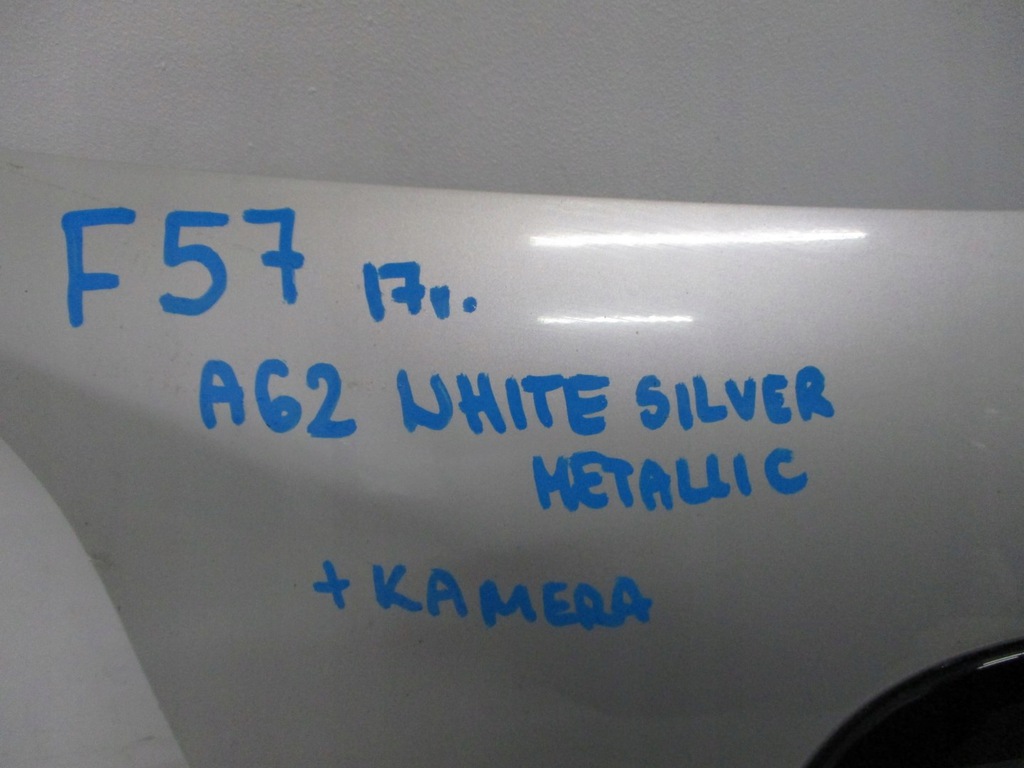 F57 17r.
A62 WHITE SILVER
METALLIC
+ KAMERA